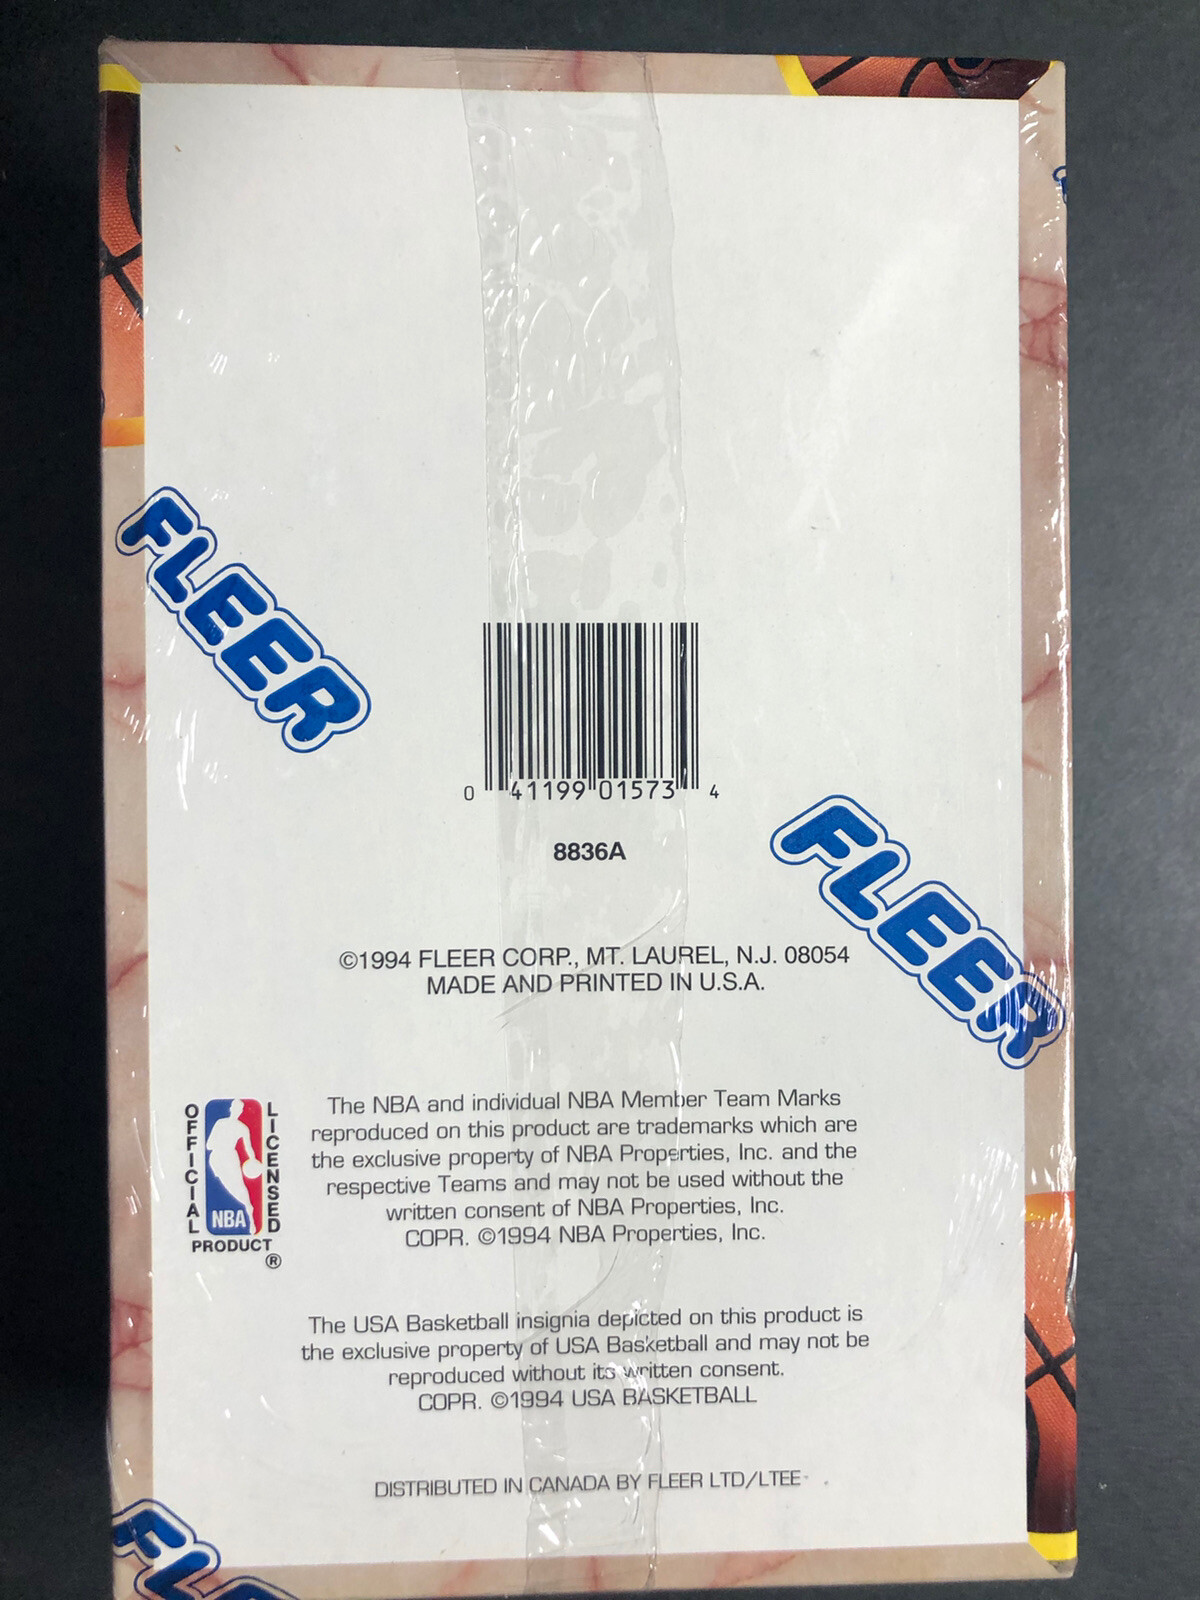 FLEER
0 41199 01573 4
8836A
FLEER
©1994 FLEER CORP., MT. LAUREL, N.J. 08054
MADE AND PRINTED IN U.S.A.
OFFICIAL
LICENSED
NBA
PRODUCT
®
The NBA and individual NBA Member Team Marks
reproduced on this product are trademarks which are
the exclusive property of NBA Properties, Inc. and the
respective Teams and may not be used without the
written consent of NBA Properties, Inc.
COPR. ©1994 NBA Properties, Inc.
The USA Basketball insignia depicted on this product is
the exclusive property of USA Basketball and may not be
reproduced without its written consent.
COPR. ©1994 USA BASKETBALL
DISTRIBUTED IN CANADA BY FLEER LTD/LTEE